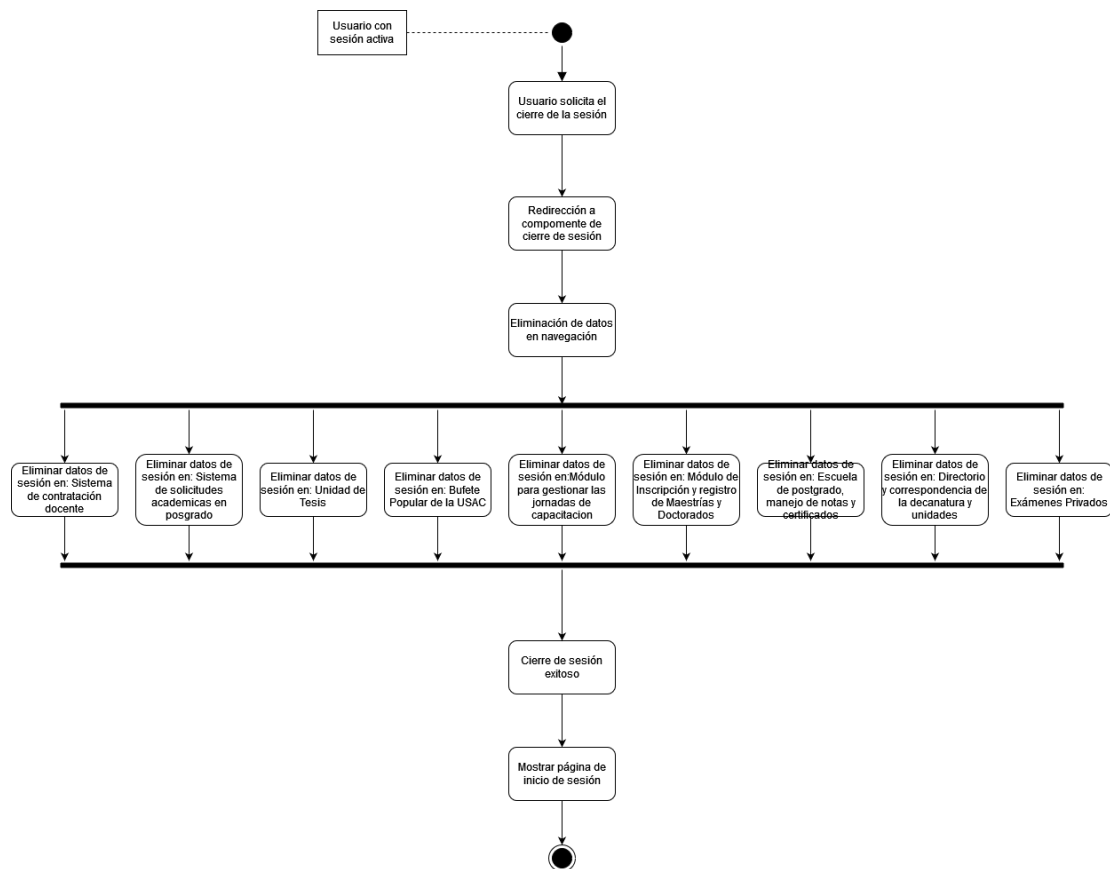 Usuario con
sesión activa
Usuario solicita el
cierre de la sesión
Redirección a
compomente de
cierre de sesión
Eliminación de datos
en navegación
Eliminar datos de
sesión en: Sistema
de contratación
docente
Eliminar datos de
sesión en: Sistema
de solicitudes
academicas en
posgrado
Eliminar datos de
sesión en: Unidad de
Tesis
Eliminar datos de
sesión en: Bufete
Popular de la USAC
Eliminar datos de
sesión en:Módulo
para gestionar las
jornadas de
capacitacion
Eliminar datos de
sesión en: Módulo de
Inscripción y registro
de Maestrías y
Doctorados
Eliminar datos de
sesión en: Escuela
de postgrado,
manejo de notas y
certificados
Eliminar datos de
sesión en: Directorio
y correspondencia de
la decanatura y
unidades
Eliminar datos de
sesión en:
Exámenes Privados
Cierre de sesión
exitoso
Mostrar página de
inicio de sesión